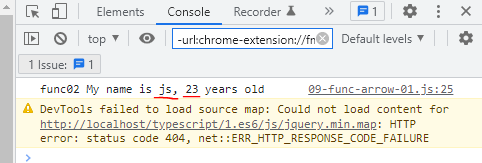 Elements Console Recorder 1
top -url:chrome-extension://fn Default levels
1 Issue: 1
func02 My name is js, 23 years old 09-func-arrow-01.js:25
DevTools failed to load source map: Could not load content for
http://localhost/typescript/1.es6/js/jquery.min.map: HTTP
error: status code 404, net::ERR_HTTP_RESPONSE_CODE_FAILURE